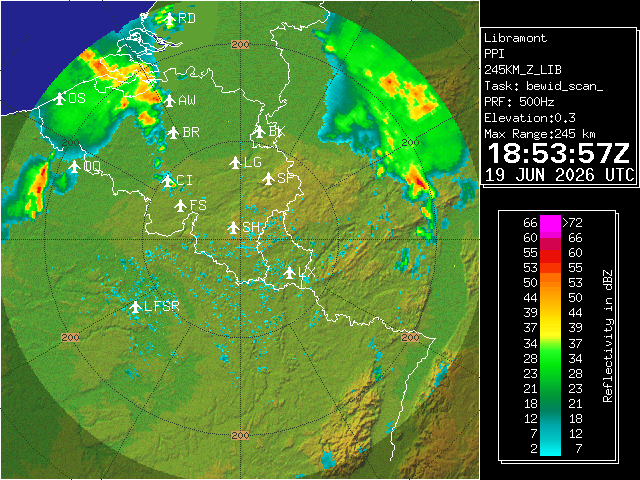 Libramont
PPI
245KM_Z_LIB
Task: bewid_scan_
PRF: 500Hz
Elevation:0.3
Max Range:245 km
18:53:57Z
19 JUN 2026 UTC
RD
200
OS
AW
BR
BK
200
QQ
LG
CI
SP
FS
SH
LX
LFSR
200
200
200
66 >72
60 66
55 60
53 55
50 53
44 50
39 44
37 39
34 37
28 34
23 28
21 23
18 21
12 18
7 12
2 7
Reflectivity in dBZ